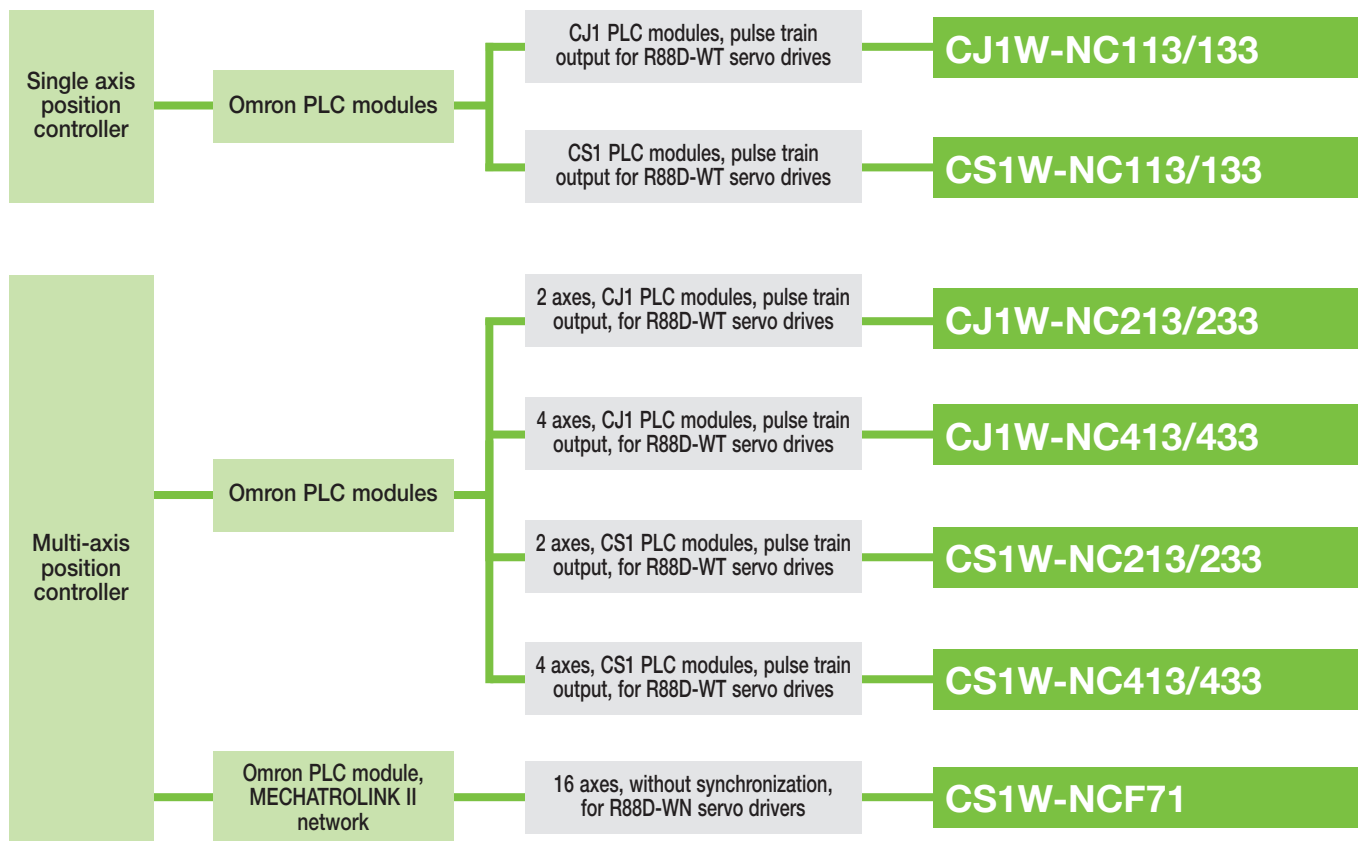 Single axis
position
controller
Omron PLC modules
CJ1 PLC modules, pulse train
output for R88D-WT servo drives
CJ1W-NC113/133
CS1 PLC modules, pulse train
output for R88D-WT servo drives
CS1W-NC113/133
Multi-axis
position
controller
Omron PLC modules
2 axes, CJ1 PLC modules, pulse train
output, for R88D-WT servo drives
CJ1W-NC213/233
4 axes, CJ1 PLC modules, pulse train
output, for R88D-WT servo drives
CJ1W-NC413/433
2 axes, CS1 PLC modules, pulse train
output, for R88D-WT servo drives
CS1W-NC213/233
4 axes, CS1 PLC modules, pulse train
output, for R88D-WT servo drives
CS1W-NC413/433
Omron PLC module,
MECHATROLINK II
network
16 axes, without synchronization,
for R88D-WN servo drivers
CS1W-NCF71